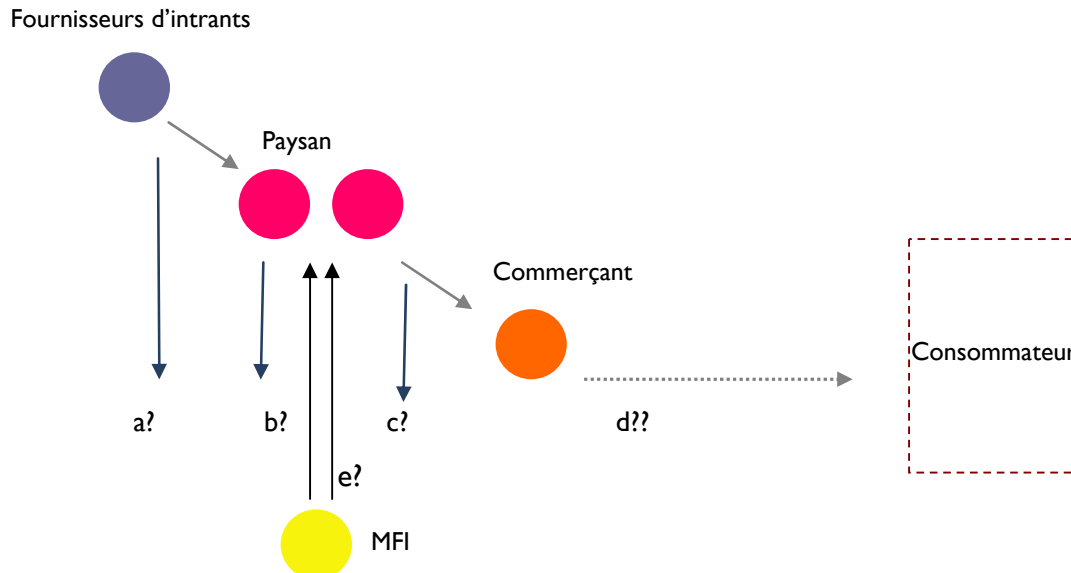 Fournisseurs d'intrants
Paysan
Commerçant
Consommateur
a?
b?
c?
d??
e?
MFI